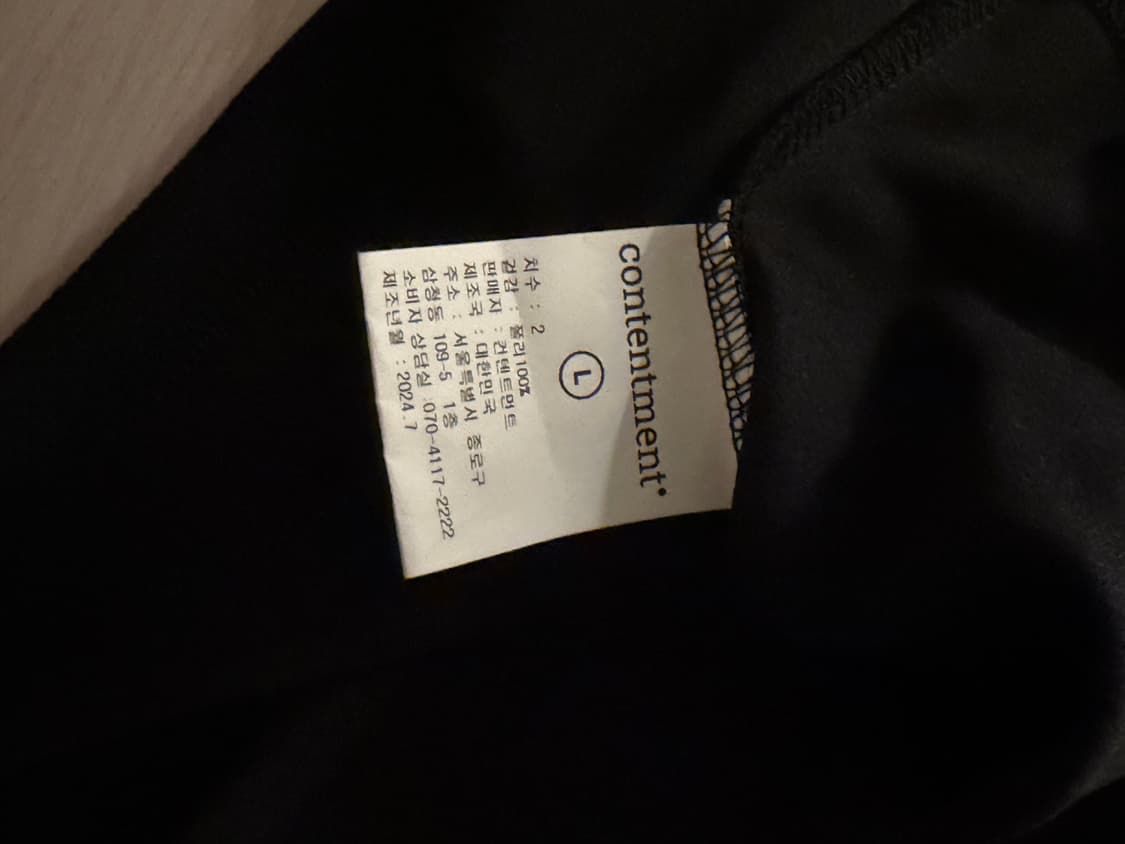 contentment
L
치수 : 2
겉감 : 폴리100%
판매자 : 컨텐트먼트
제조국 : 대한민국
주소 : 서울특별시 종로구
삼청동 109-5 1층
소비자 상담실 :070-4117-2222
제조년월 : 2024.7